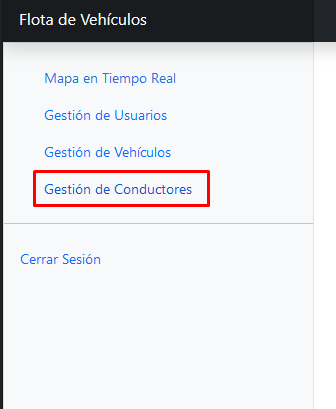 Flota de Vehículos
Mapa en Tiempo Real
Gestión de Usuarios
Gestión de Vehículos
Gestión de Conductores
Cerrar Sesión